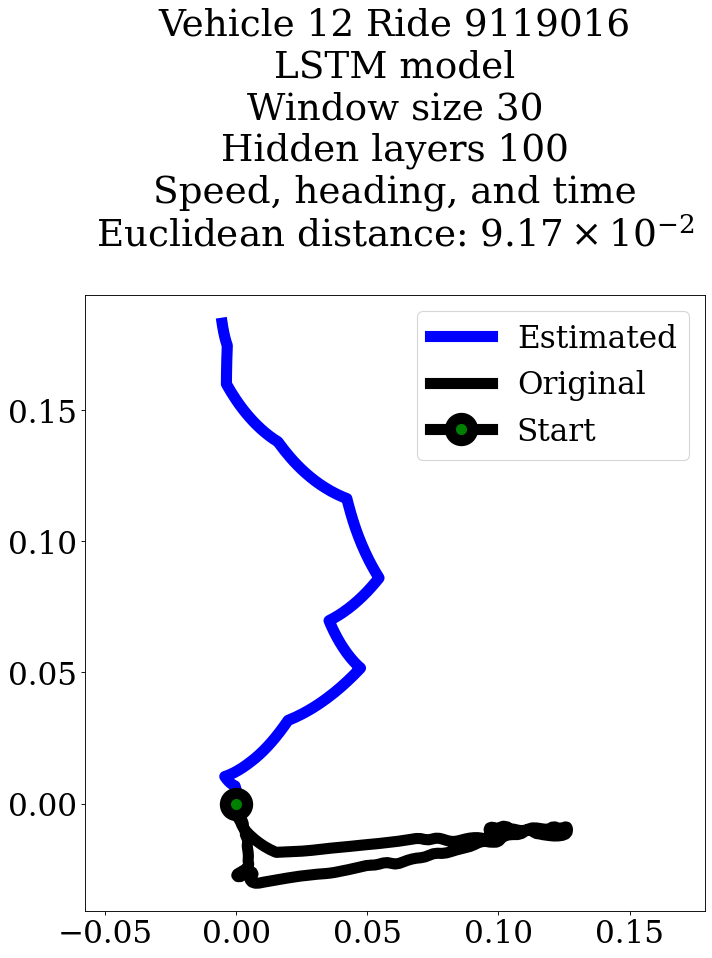 Vehicle 12 Ride 9119016
LSTM model
Window size 30
Hidden layers 100
Speed, heading, and time
Euclidean distance: 9.17 × 10⁻²
Estimated
Original
Start
0.15
0.10
0.05
0.00
−0.05 0.00 0.05 0.10 0.15